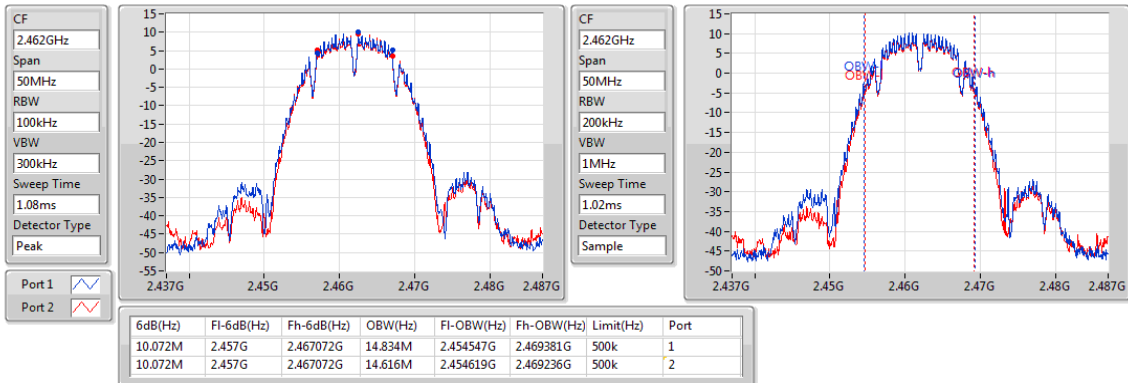 CF
2.462GHz
Span
50MHz
RBW
100kHz
VBW
300kHz
Sweep Time
1.08ms
Detector Type
Peak
Port 1
Port 2
15
10
5
0
-5
-10
-15
-20
-25
-30
-35
-40
-45
-50
-55
2.437G 2.45G 2.46G 2.47G 2.487G
CF
2.462GHz
Span
50MHz
RBW
200kHz
VBW
1MHz
Sweep Time
1.02ms
Detector Type
Sample
15
10
5
0
-5
-10
-15
-20
-25
-30
-35
-40
-45
-50
OBW-h
2.437G 2.45G 2.46G 2.47G 2.48G 2.487G
6dB(Hz) Fl-6dB(Hz) Fh-6dB(Hz) OBW(Hz) Fl-OBW(Hz) Fh-OBW(Hz) Limit(Hz) Port
10.072M 2.457G 2.467072G 14.834M 2.454547G 2.469381G 500k 1
10.072M 2.457G 2.467072G 14.616M 2.454619G 2.469236G 500k 2